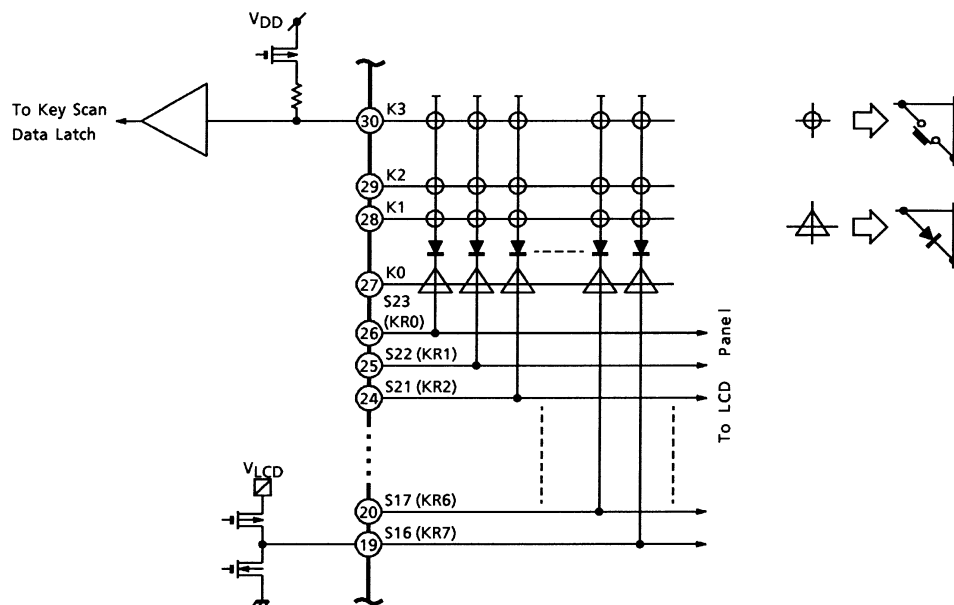 VDD
To Key Scan
Data Latch
30 K3
29 K2
28 K1
27 K0
S23
26 (KR0)
25 S22 (KR1)
24 S21 (KR2)
To LCD Panel
VLCD
20 S17 (KR6)
19 S16 (KR7)